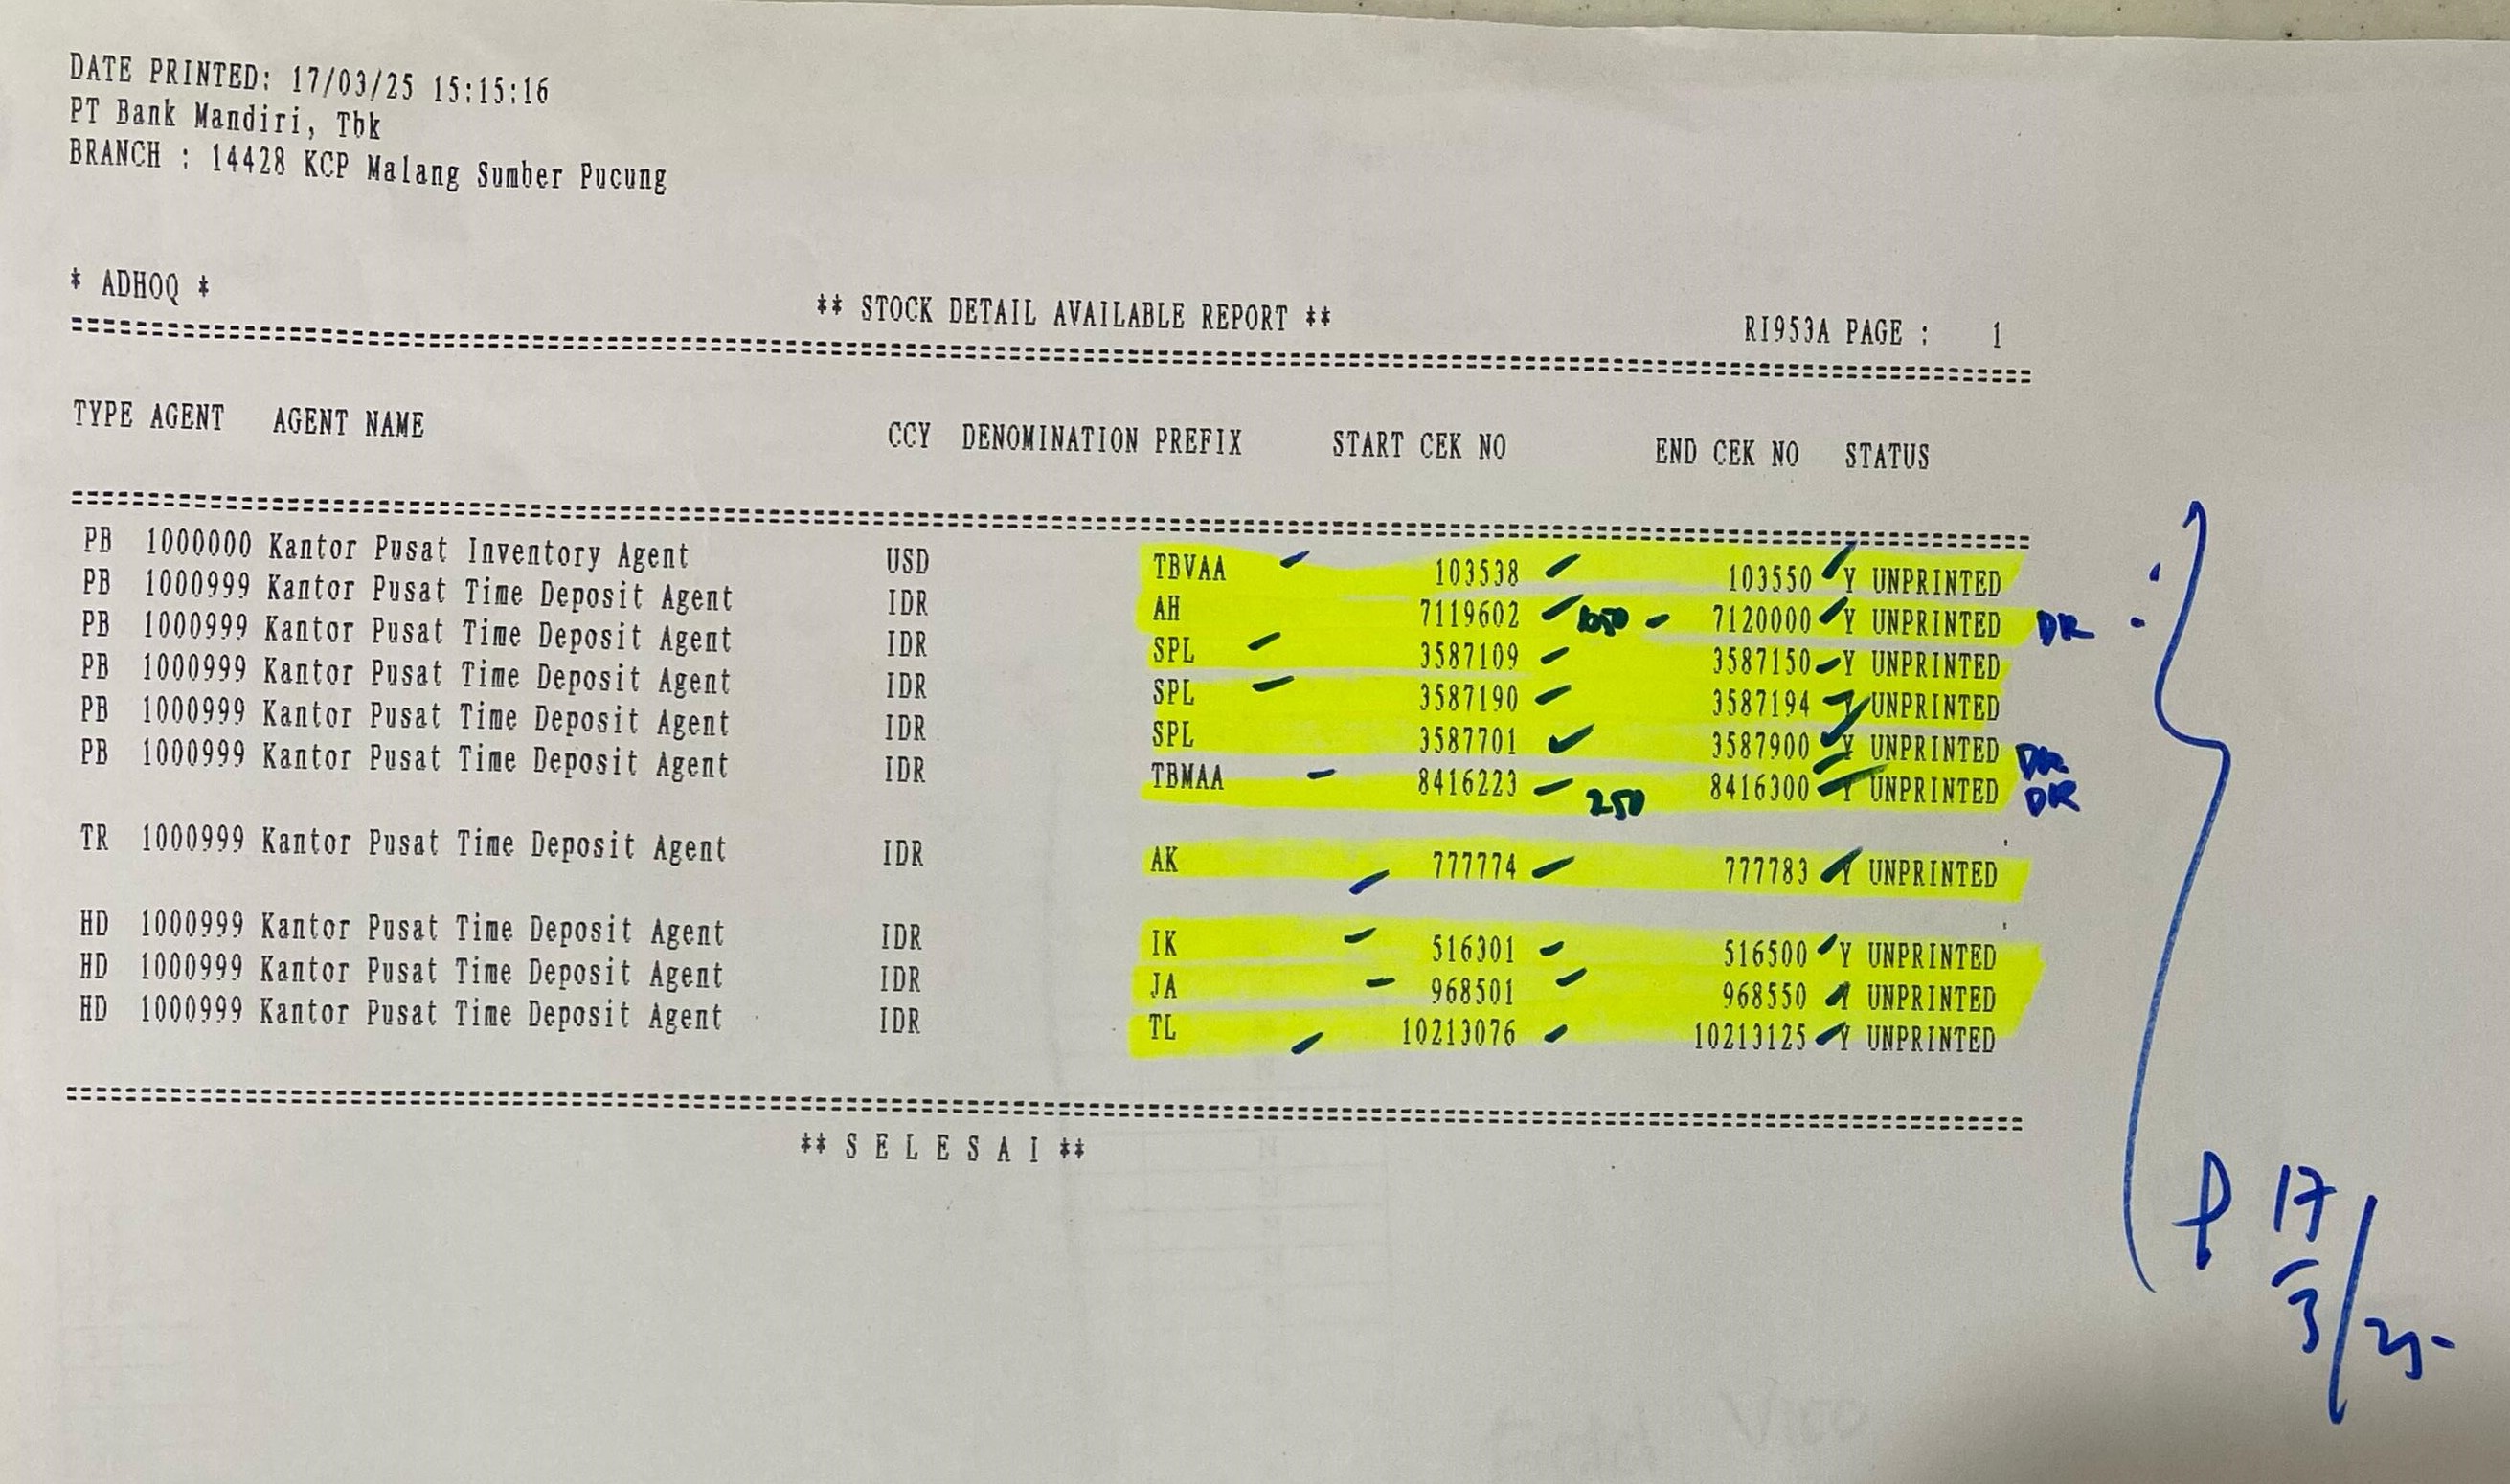 DATE PRINTED: 17/03/25 15:15:16
PT Bank Mandiri, Tbk
BRANCH : 14428 KCP Malang Sumber Pucung
* ADHOQ *
** STOCK DETAIL AVAILABLE REPORT **
RI953A PAGE : 1
TYPE AGENT AGENT NAME CCY DENOMINATION PREFIX START CEK NO END CEK NO STATUS
PB 1000000 Kantor Pusat Inventory Agent USD TBVAA 103538 103550 Y UNPRINTED
PB 1000999 Kantor Pusat Time Deposit Agent IDR AH 7119602 7120000 Y UNPRINTED DR
PB 1000999 Kantor Pusat Time Deposit Agent IDR SPL 3587109 3587150 Y UNPRINTED
PB 1000999 Kantor Pusat Time Deposit Agent IDR SPL 3587190 3587194 Y UNPRINTED
PB 1000999 Kantor Pusat Time Deposit Agent IDR SPL 3587701 3587900 Y UNPRINTED DR
PB 1000999 Kantor Pusat Time Deposit Agent IDR TBMAA 8416223 250 8416300 Y UNPRINTED DR
TR 1000999 Kantor Pusat Time Deposit Agent IDR AK 777774 777783 Y UNPRINTED
HD 1000999 Kantor Pusat Time Deposit Agent IDR IK 516301 516500 Y UNPRINTED
HD 1000999 Kantor Pusat Time Deposit Agent IDR JA 968501 968550 Y UNPRINTED
HD 1000999 Kantor Pusat Time Deposit Agent IDR TL 10213076 10213125 Y UNPRINTED
** S E L E S A I **
17
3/25